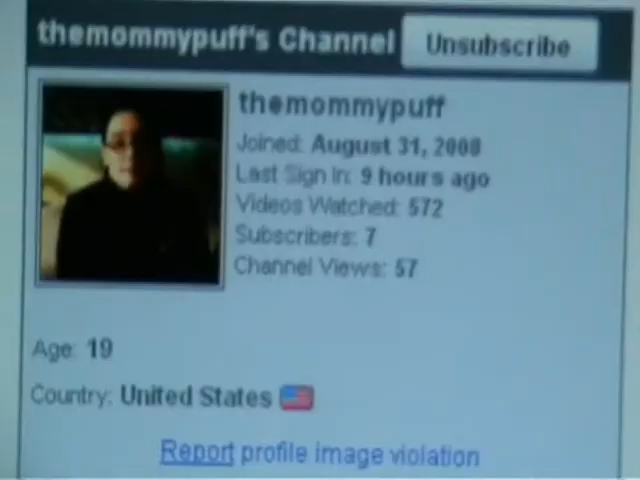 themommypuff's Channel
Unsubscribe
themommypuff
Joined: August 31, 2008
Last Sign In: 9 hours ago
Videos Watched: 572
Subscribers: 7
Channel Views: 57
Age: 19
Country: United States
Report profile image violation